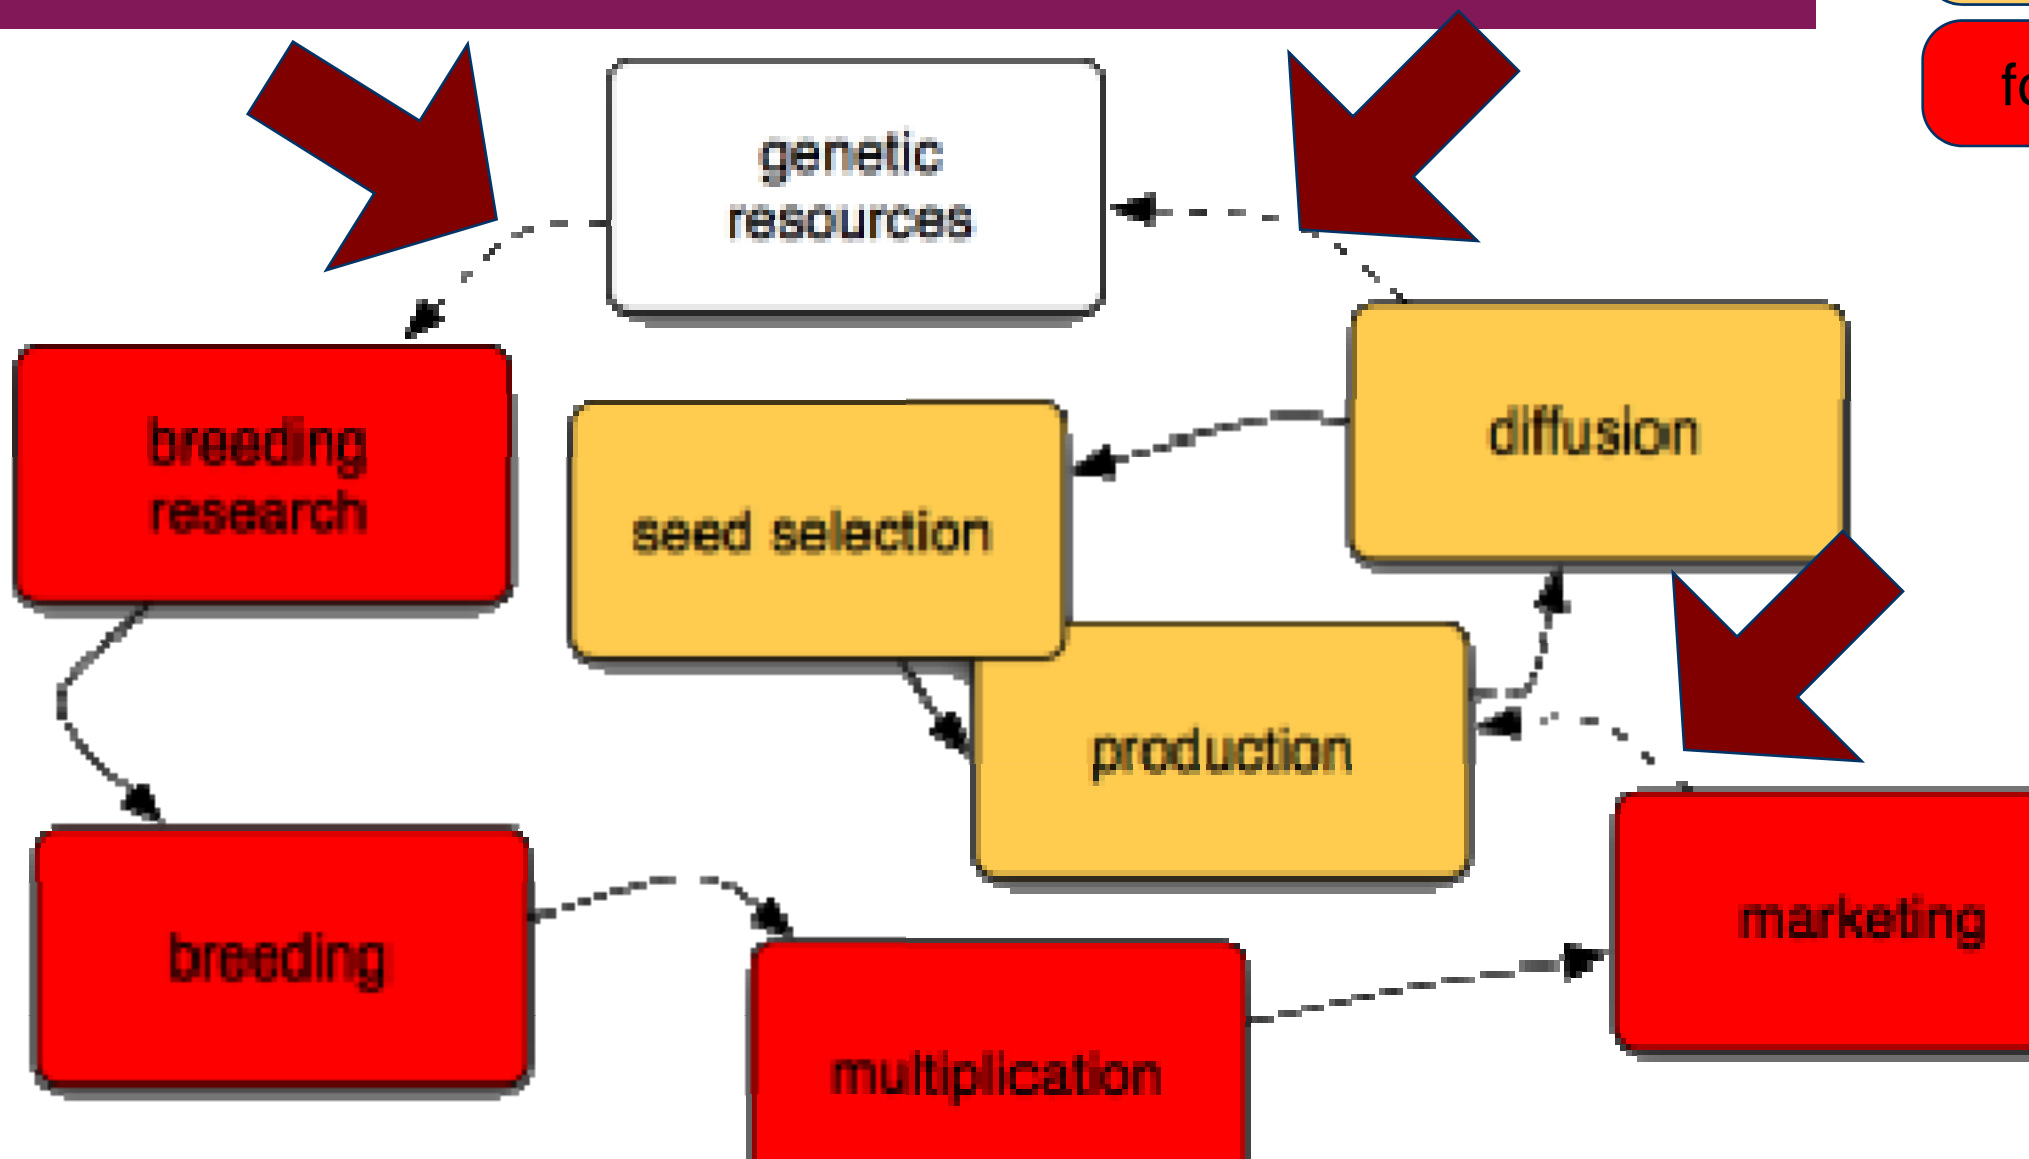 genetic
resources
diffusion
breeding
research
seed selection
production
marketing
breeding
multiplication